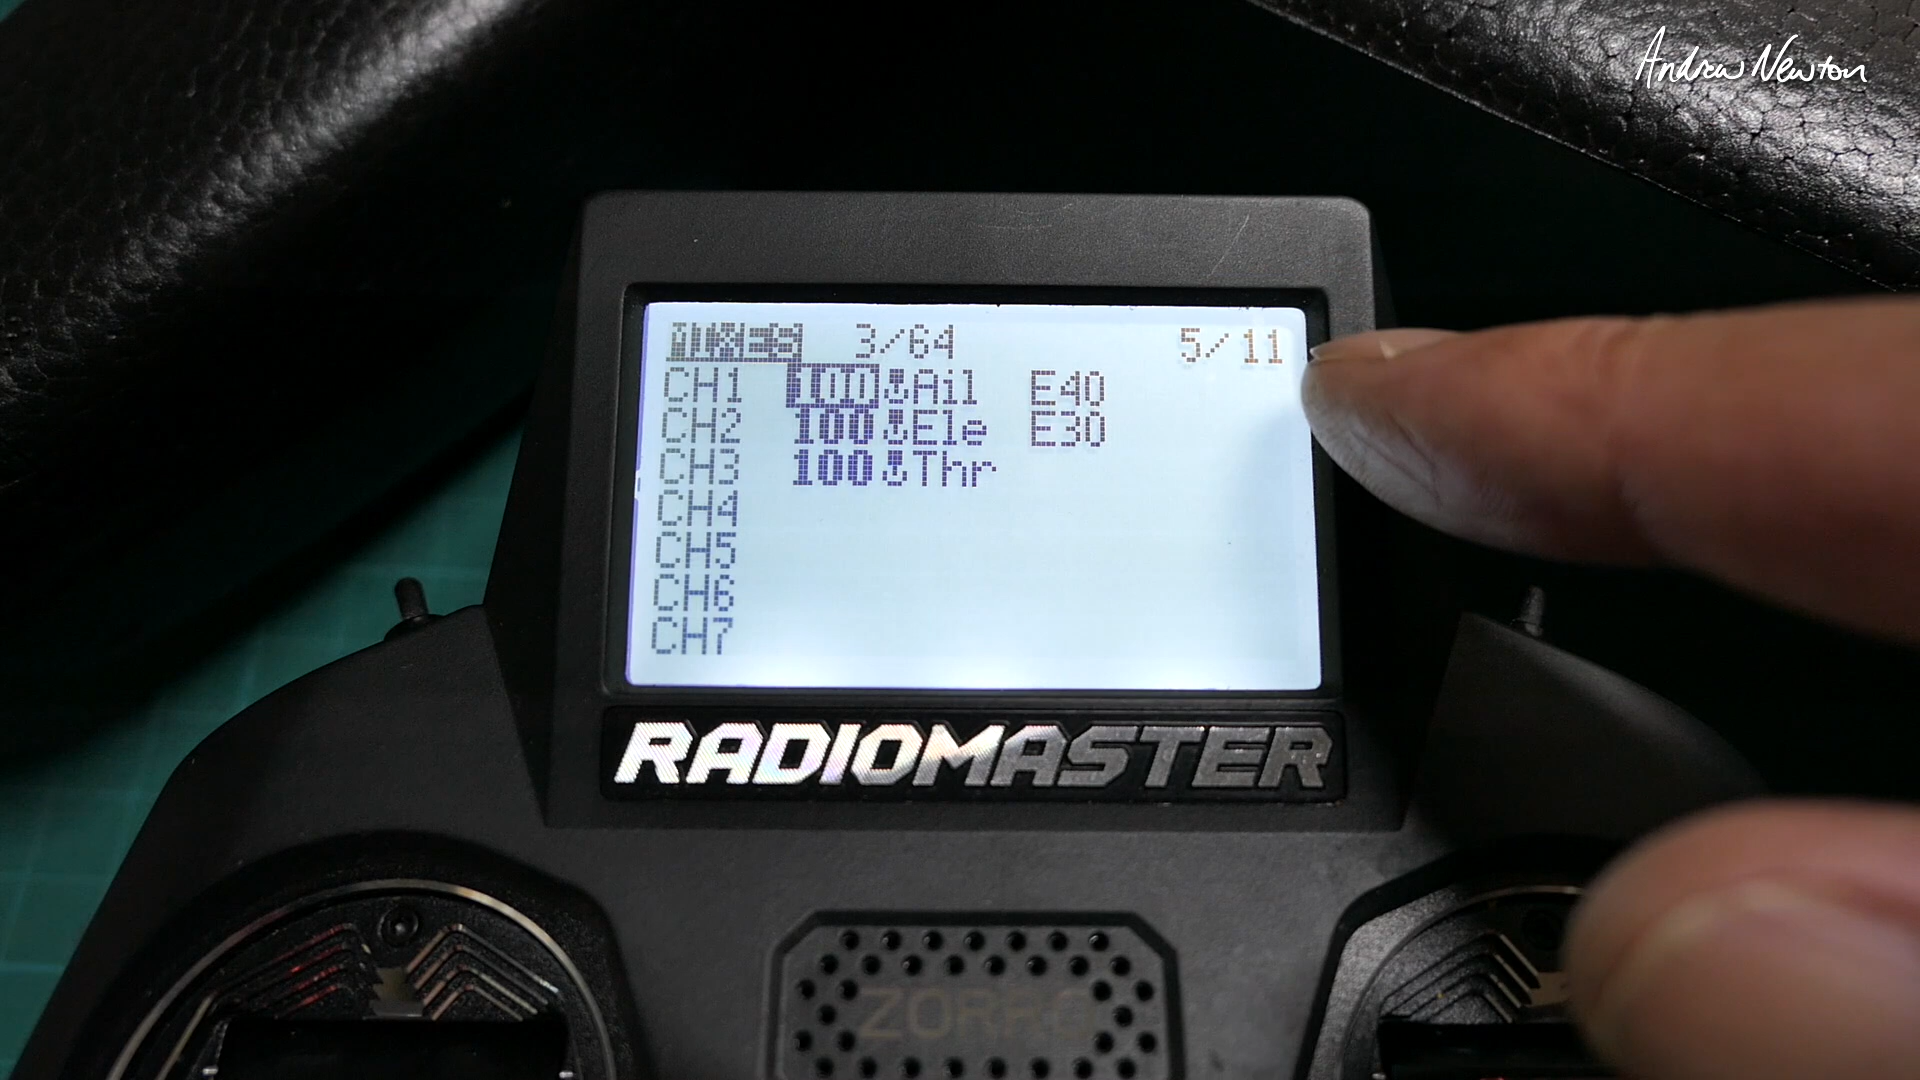 Andrew Newton
MIXES 3/64 5/11
CH1 100 Ail E40
CH2 100 Ele E30
CH3 100 Thr
CH4
CH5
CH6
CH7
RADIOMASTER
ZORRO